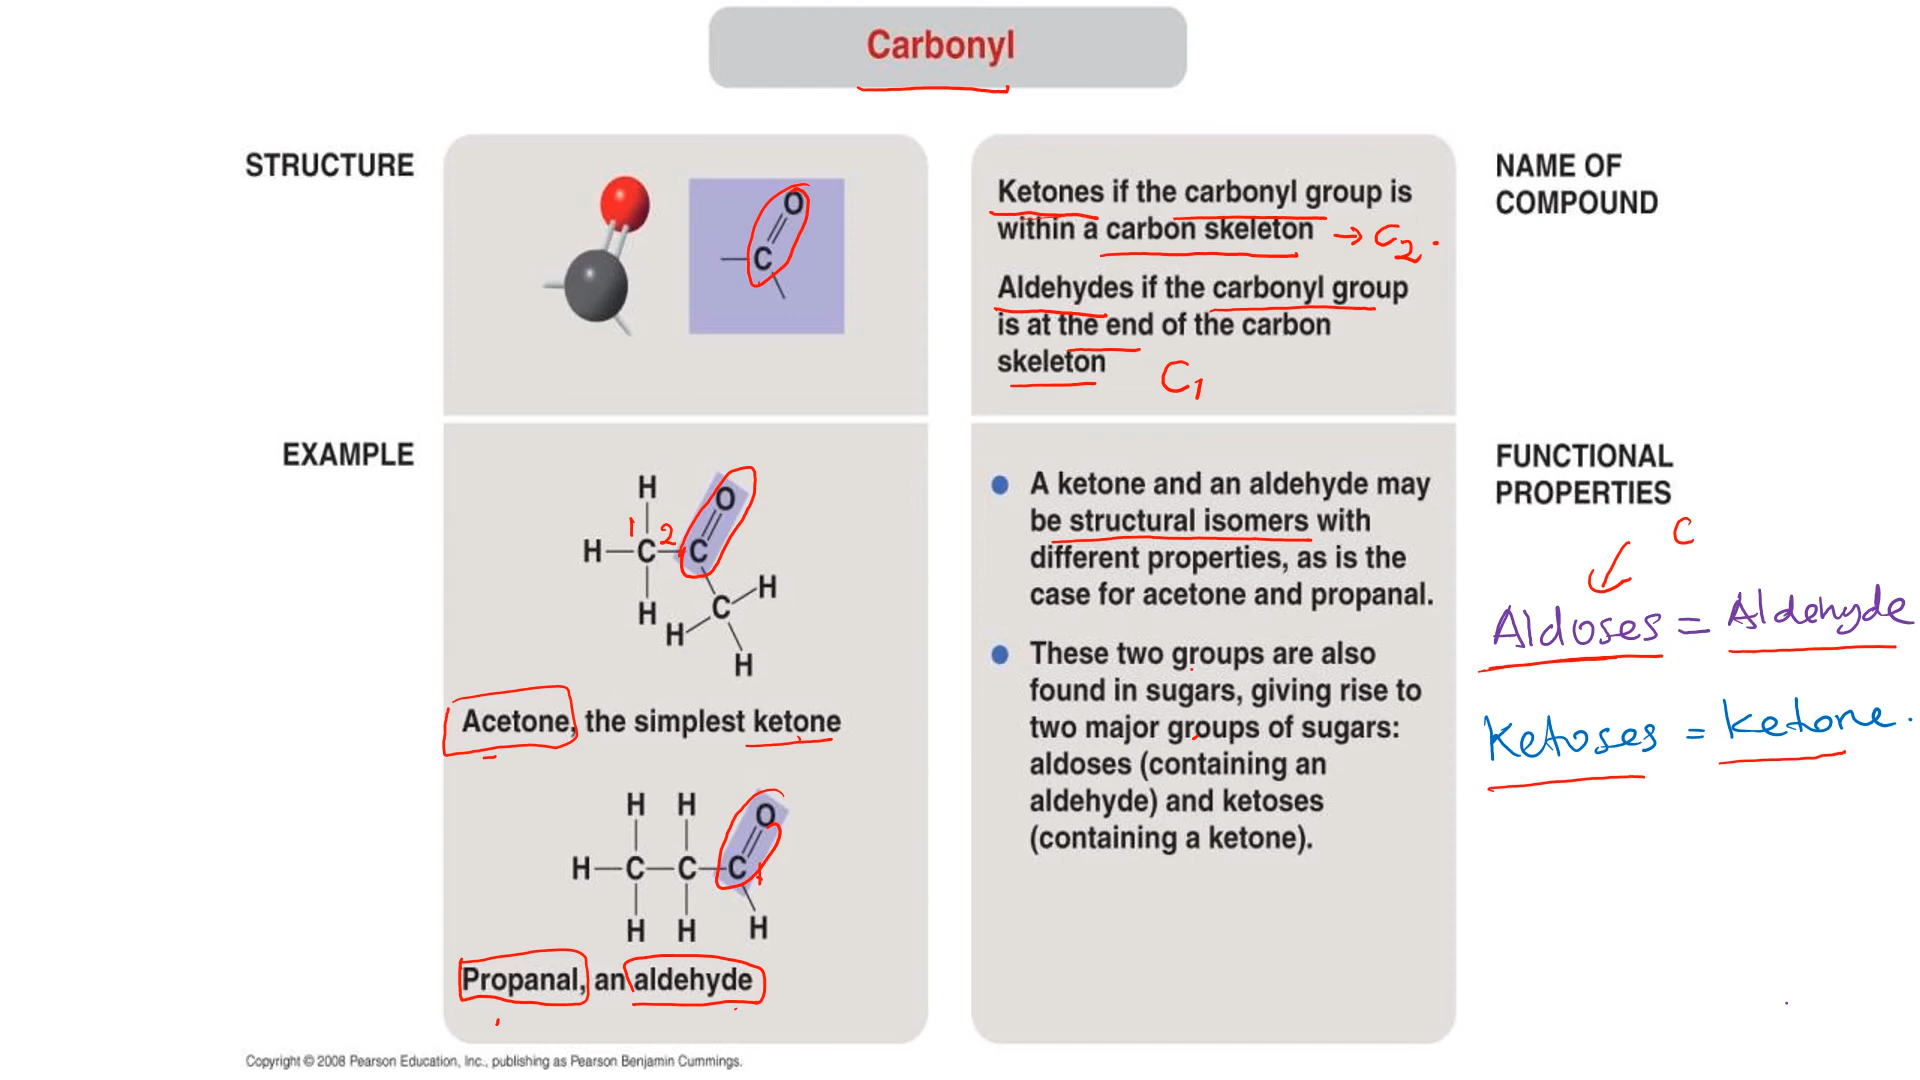 Carbonyl
STRUCTURE
O
C
Ketones if the carbonyl group is
within a carbon skeleton → C2.
Aldehydes if the carbonyl group
is at the end of the carbon
skeleton
C1
NAME OF
COMPOUND
EXAMPLE
H
O
1 2
H C C
H
H C
H
H
Acetone, the simplest ketone
H H
O
H C C C 1
H H H
Propanal, an aldehyde
A ketone and an aldehyde may
be structural isomers with
different properties, as is the
case for acetone and propanal.
These two groups are also
found in sugars, giving rise to
two major groups of sugars:
aldoses (containing an
aldehyde) and ketoses
(containing a ketone).
FUNCTIONAL
PROPERTIES
C
Aldoses = Aldehyde
Ketoses = ketone.
Copyright © 2008 Pearson Education, Inc., publishing as Pearson Benjamin Cummings.